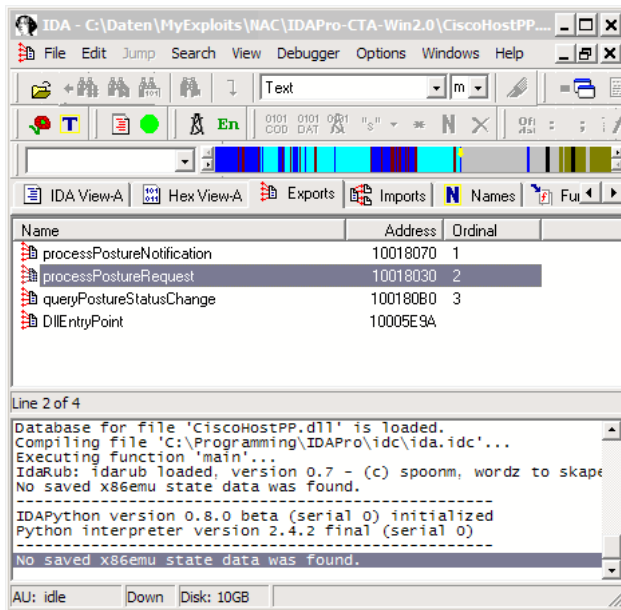 IDA - C:\Daten\MyExploits\NAC\IDAPro-CTA-Win2.0\CiscoHostPP....
File Edit Jump Search View Debugger Options Windows Help
Text m
T En 0101 COD 0101 DAT "s" * N : ; /
IDA View-A Hex View-A Exports Imports N Names Fu
Name Address Ordinal
processPostureNotification 10018070 1
processPostureRequest 10018030 2
queryPostureStatusChange 100180B0 3
DllEntryPoint 10005E9A
Line 2 of 4
Database for file 'CiscoHostPP.dll' is loaded.
Compiling file 'C:\Programming\IDAPro\idc\ida.idc'...
Executing function 'main'...
IdaRub: idarub loaded, version 0.7 - (c) spoonm, wordz to skape
No saved x86emu state data was found.
---------------------------------------------------
IDAPython version 0.8.0 beta (serial 0) initialized
Python interpreter version 2.4.2 final (serial 0)
---------------------------------------------------
No saved x86emu state data was found.
AU: idle Down Disk: 10GB